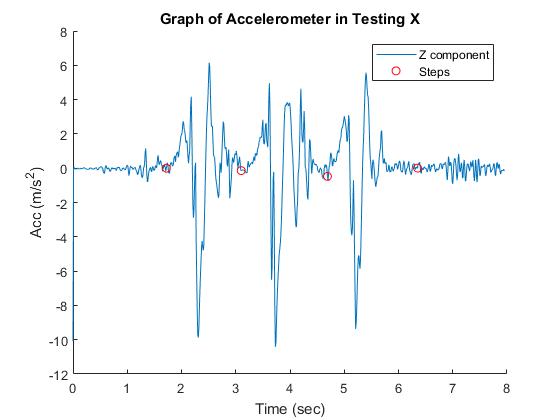 Graph of Accelerometer in Testing X
Z component
Steps
8
6
4
2
0
-2
-4
-6
-8
-10
-12
Acc (m/s²)
0 1 2 3 4 5 6 7 8
Time (sec)